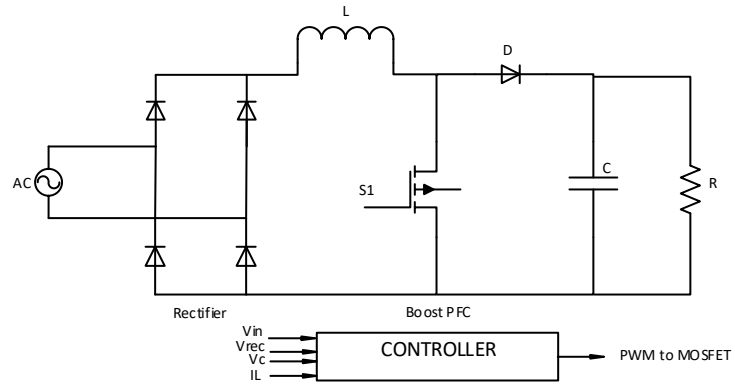 L
D
AC
S1
C
R
Rectifier
Boost PFC
Vin
Vrec
Vc
IL
CONTROLLER
PWM to MOSFET